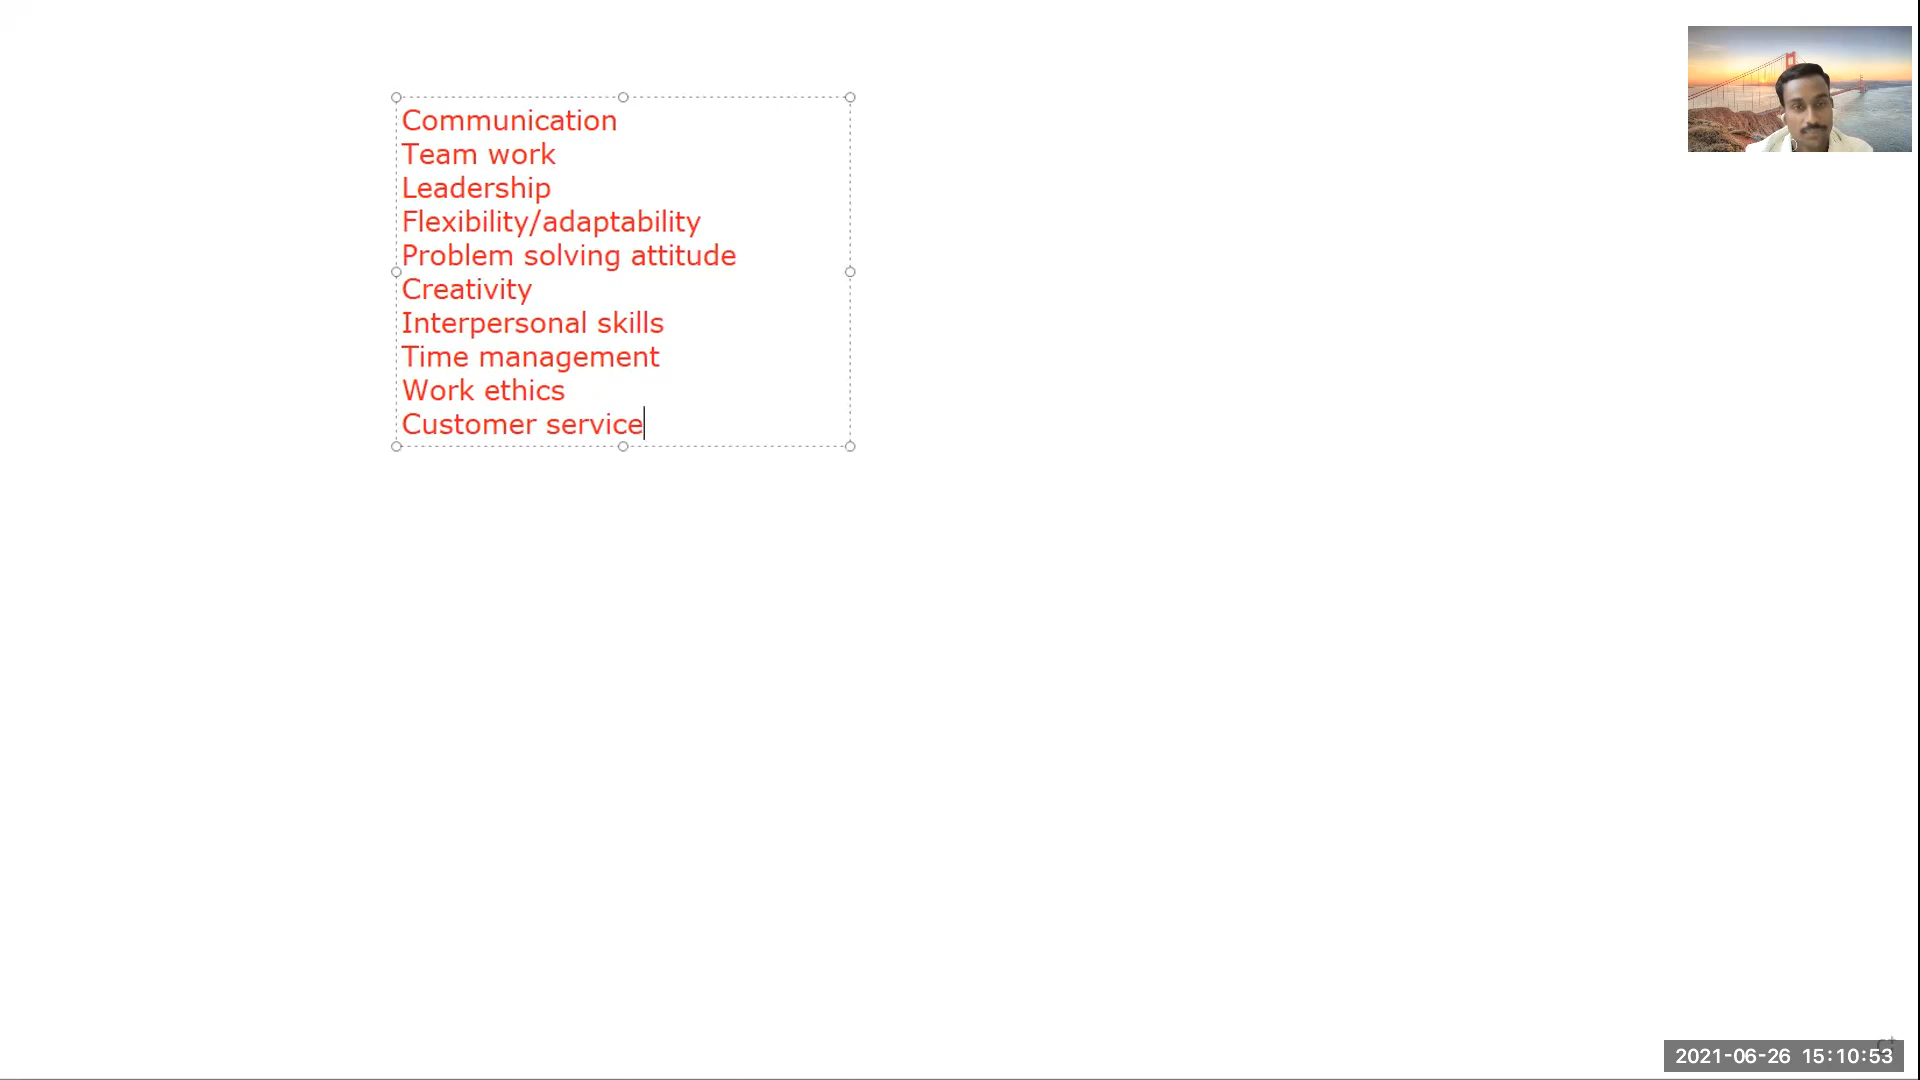 Communication
Team work
Leadership
Flexibility/adaptability
Problem solving attitude
Creativity
Interpersonal skills
Time management
Work ethics
Customer service
2021-06-26 15:10:53